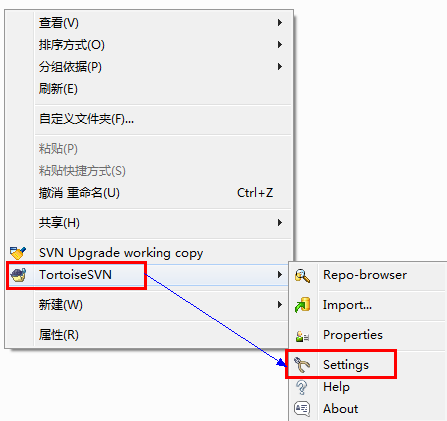 查看(V)
排序方式(O)
分组依据(P)
刷新(E)
自定义文件夹(F)...
粘贴(P)
粘贴快捷方式(S)
撤消 重命名(U) Ctrl+Z
共享(H)
SVN Upgrade working copy
TortoiseSVN
新建(W)
属性(R)
Repo-browser
Import...
Properties
Settings
Help
About